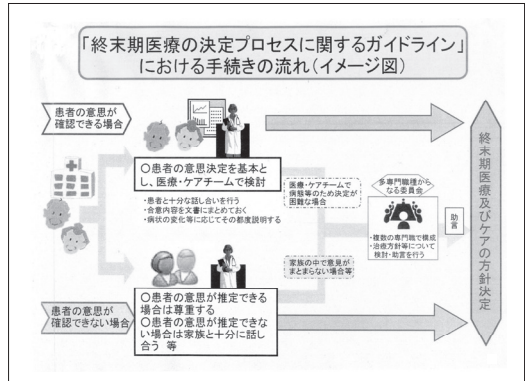 「終末期医療の決定プロセスに関するガイドライン」
における手続きの流れ(イメージ図)
患者の意思が
確認できる場合
○患者の意思決定を基本と
し、医療・ケアチームで検討
・患者と十分な話し合いを行う
・合意内容を文書にまとめておく
・病状の変化等に応じてその都度説明する
医療・ケアチームで
病態等のため決定が
困難な場合
多専門職種から
なる委員会
・複数の専門職で構成
・治療方針等について
検討・助言を行う
助言
家族の中で意見が
まとまらない場合等
患者の意思が
確認できない場合
○患者の意思が推定できる
場合は尊重する
○患者の意思が推定できな
い場合は家族と十分に話し
合う 等
終末期医療及びケアの方針決定